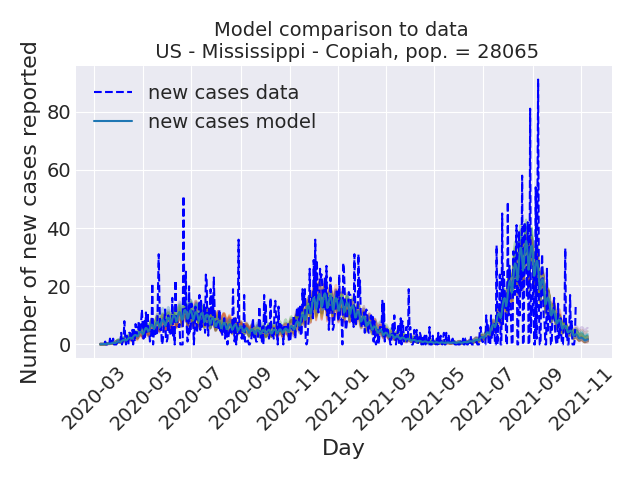 Model comparison to data
US - Mississippi - Copiah, pop. = 28065
Number of new cases reported
new cases data
new cases model
80
60
40
20
0
2020-03
2020-05
2020-07
2020-09
2020-11
2021-01
2021-03
2021-05
2021-07
2021-09
2021-11
Day